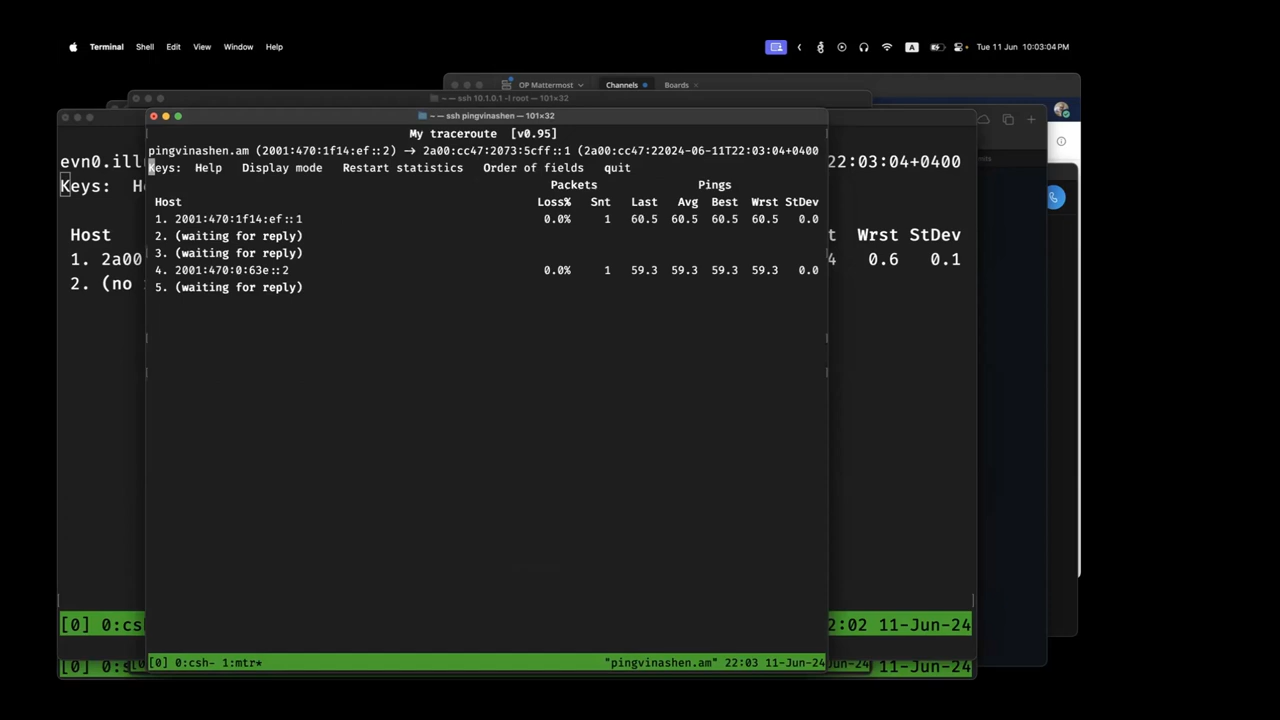 Terminal Shell Edit View Window Help
A Tue 11 Jun 10:03:04 PM
OP Mattermost Channels Boards
~ — ssh 10.1.0.1 -l root — 101×32
~ — ssh pingvinashen — 101×32
My traceroute [v0.95]
pingvinashen.am (2001:470:1f14:ef::2) → 2a00:cc47:2073:5cff::1 (2a00:cc47:22024-06-11T22:03:04+0400
Keys: Help Display mode Restart statistics Order of fields quit
Packets Pings
Host Loss% Snt Last Avg Best Wrst StDev
1. 2001:470:1f14:ef::1 0.0% 1 60.5 60.5 60.5 60.5 0.0
2. (waiting for reply)
3. (waiting for reply)
4. 2001:470:0:63e::2 0.0% 1 59.3 59.3 59.3 59.3 0.0
5. (waiting for reply)
[0] 0:csh- 1:mtr* "pingvinashen.am" 22:03 11-Jun-24
evn0.ill 22:03:04+0400
Keys: H
Host t Wrst StDev
1. 2a00 4 0.6 0.1
2. (no
[0] 0:cs 2:02 11-Jun-24
[0] 0:s 11-Jun-24